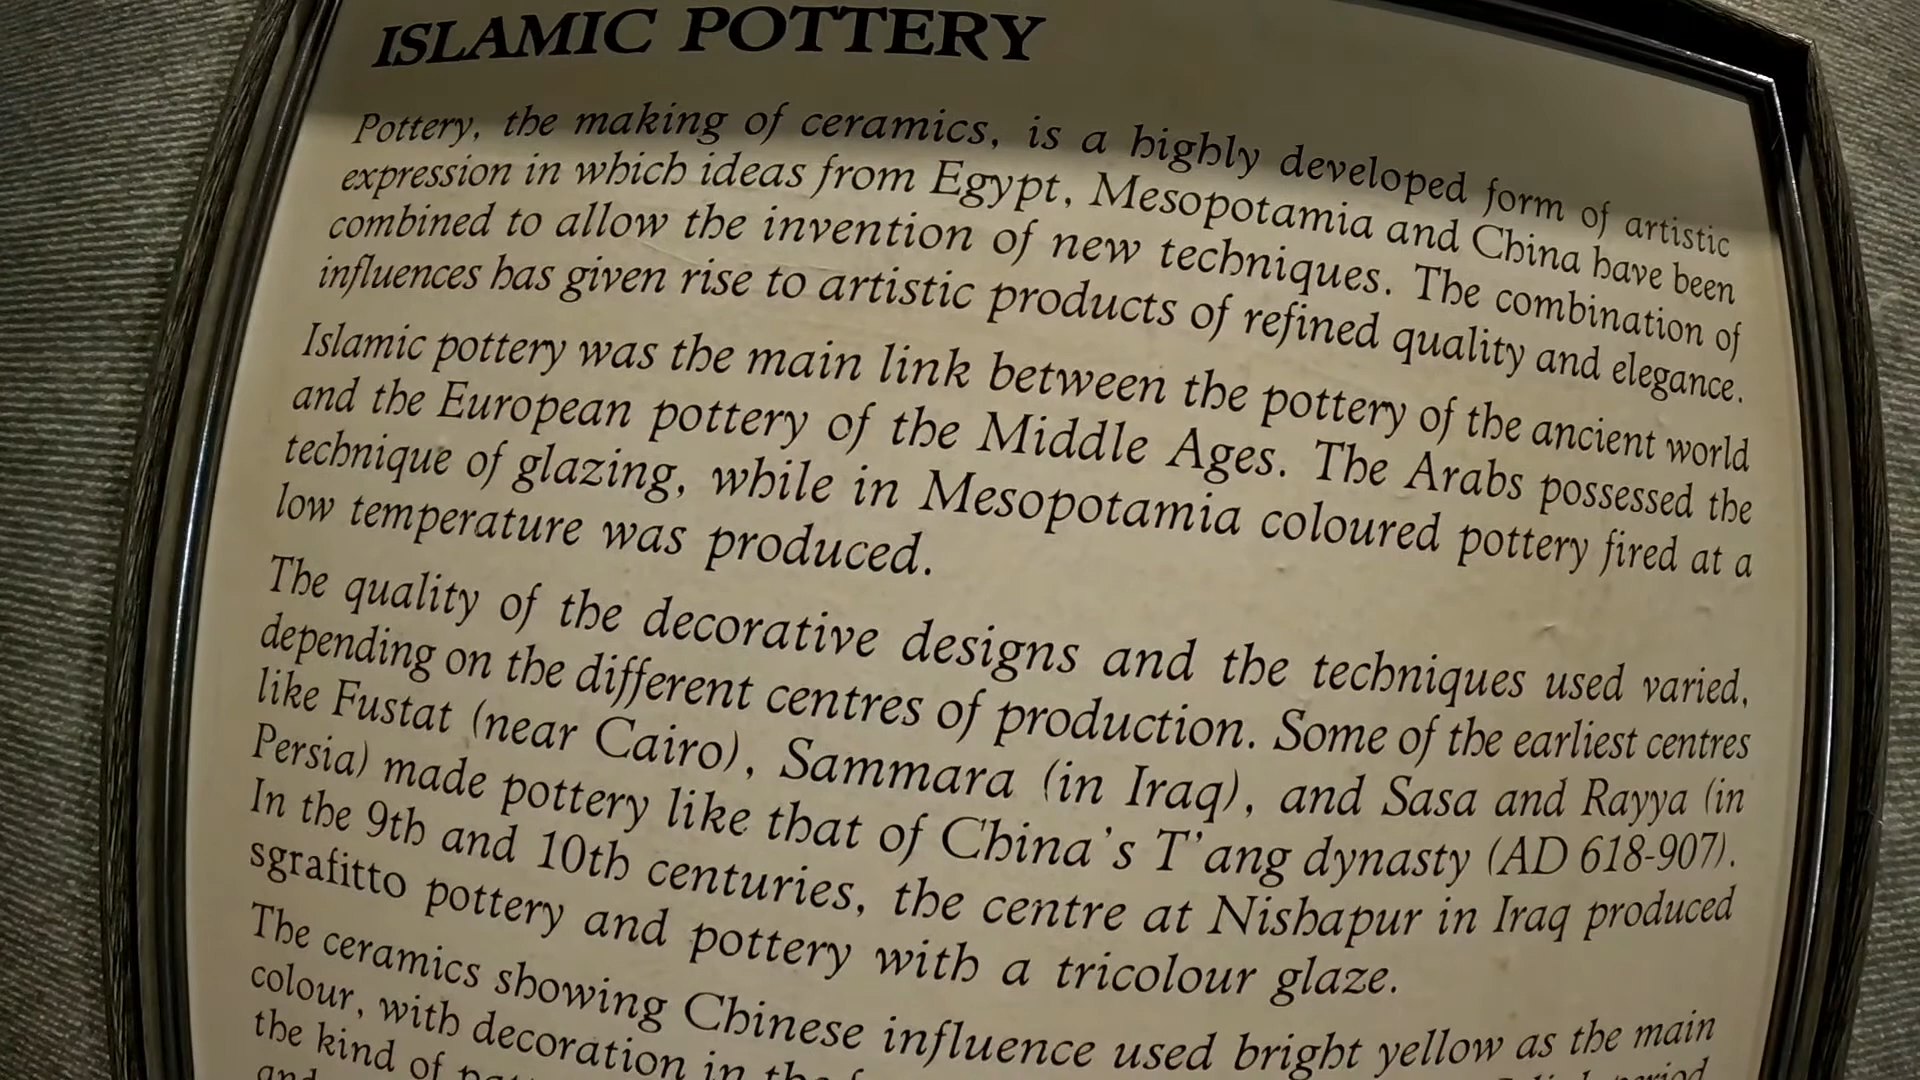 ISLAMIC POTTERY
Pottery, the making of ceramics, is a highly developed form of artistic
expression in which ideas from Egypt, Mesopotamia and China have been
combined to allow the invention of new techniques. The combination of
influences has given rise to artistic products of refined quality and elegance.
Islamic pottery was the main link between the pottery of the ancient world
and the European pottery of the Middle Ages. The Arabs possessed the
technique of glazing, while in Mesopotamia coloured pottery fired at a
low temperature was produced.
The quality of the decorative designs and the techniques used varied,
depending on the different centres of production. Some of the earliest centres
like Fustat (near Cairo), Sammara (in Iraq), and Sasa and Rayya (in
Persia) made pottery like that of China's T'ang dynasty (AD 618-907).
In the 9th and 10th centuries, the centre at Nishapur in Iraq produced
sgrafitto pottery and pottery with a tricolour glaze.
The ceramics showing Chinese influence used bright yellow as the main
colour, with decoration in the
the kind of period
and